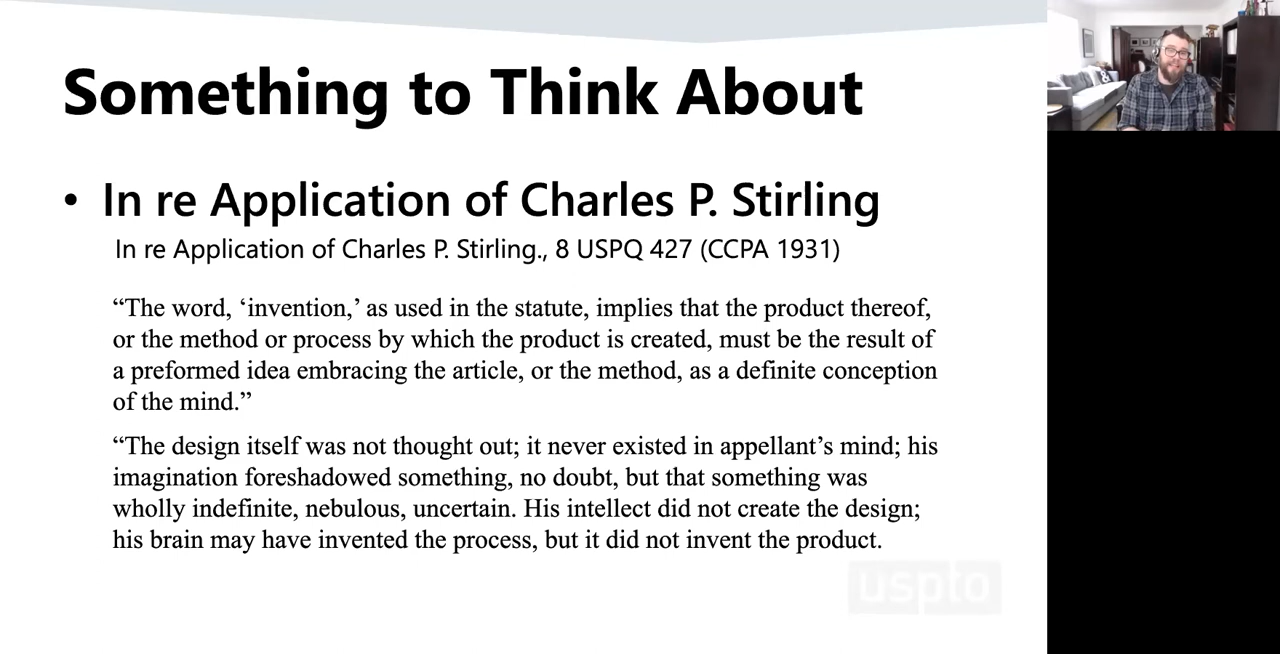 Something to Think About
• In re Application of Charles P. Stirling
In re Application of Charles P. Stirling., 8 USPQ 427 (CCPA 1931)
“The word, ‘invention,’ as used in the statute, implies that the product thereof,
or the method or process by which the product is created, must be the result of
a preformed idea embracing the article, or the method, as a definite conception
of the mind.”
“The design itself was not thought out; it never existed in appellant’s mind; his
imagination foreshadowed something, no doubt, but that something was
wholly indefinite, nebulous, uncertain. His intellect did not create the design;
his brain may have invented the process, but it did not invent the product.
uspto